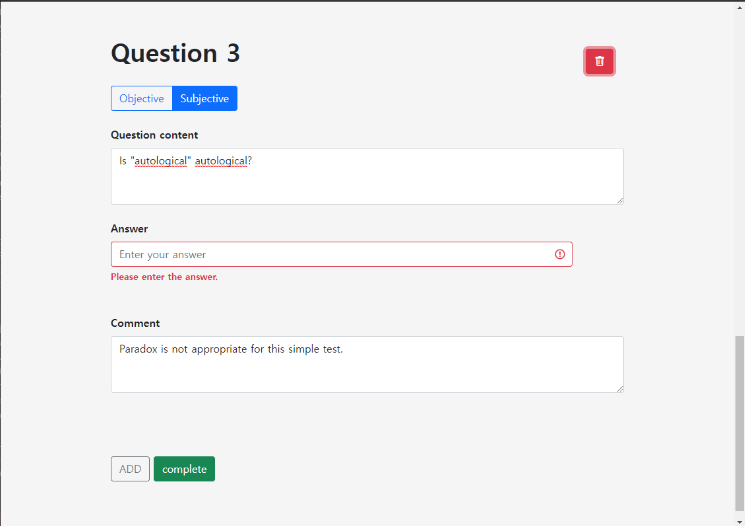 Question 3
Objective Subjective
Question content
Is "autological" autological?
Answer
Enter your answer
Please enter the answer.
Comment
Paradox is not appropriate for this simple test.
ADD complete